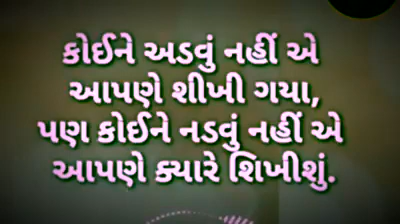 કોઈને અડવું નહીં એ
આપણે શીખી ગયા,
પણ કોઈને નડવું નહીં એ
આપણે ક્યારે શિખીશું.